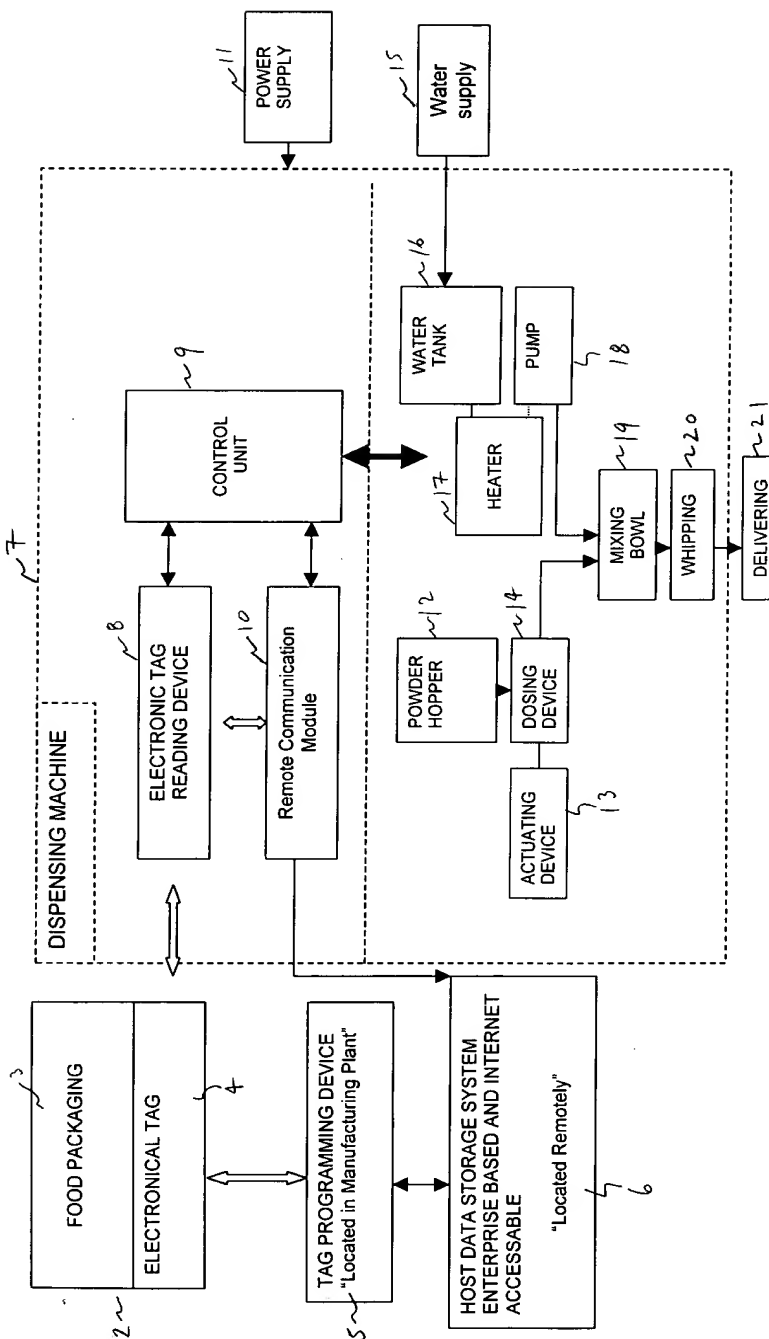 2
3
FOOD PACKAGING
ELECTRONICAL TAG
4
5
TAG PROGRAMMING DEVICE
"Located in Manufacturing Plant"
HOST DATA STORAGE SYSTEM
ENTERPRISE BASED AND INTERNET
ACCESSABLE
"Located Remotely"
6
7
DISPENSING MACHINE
8
ELECTRONIC TAG
READING DEVICE
10
Remote Communication
Module
9
CONTROL
UNIT
11
POWER
SUPPLY
15
Water
supply
16
WATER
TANK
17
HEATER
PUMP
18
12
POWDER
HOPPER
14
DOSING
DEVICE
ACTUATING
DEVICE
13
19
MIXING
BOWL
20
WHIPPING
21
DELIVERING